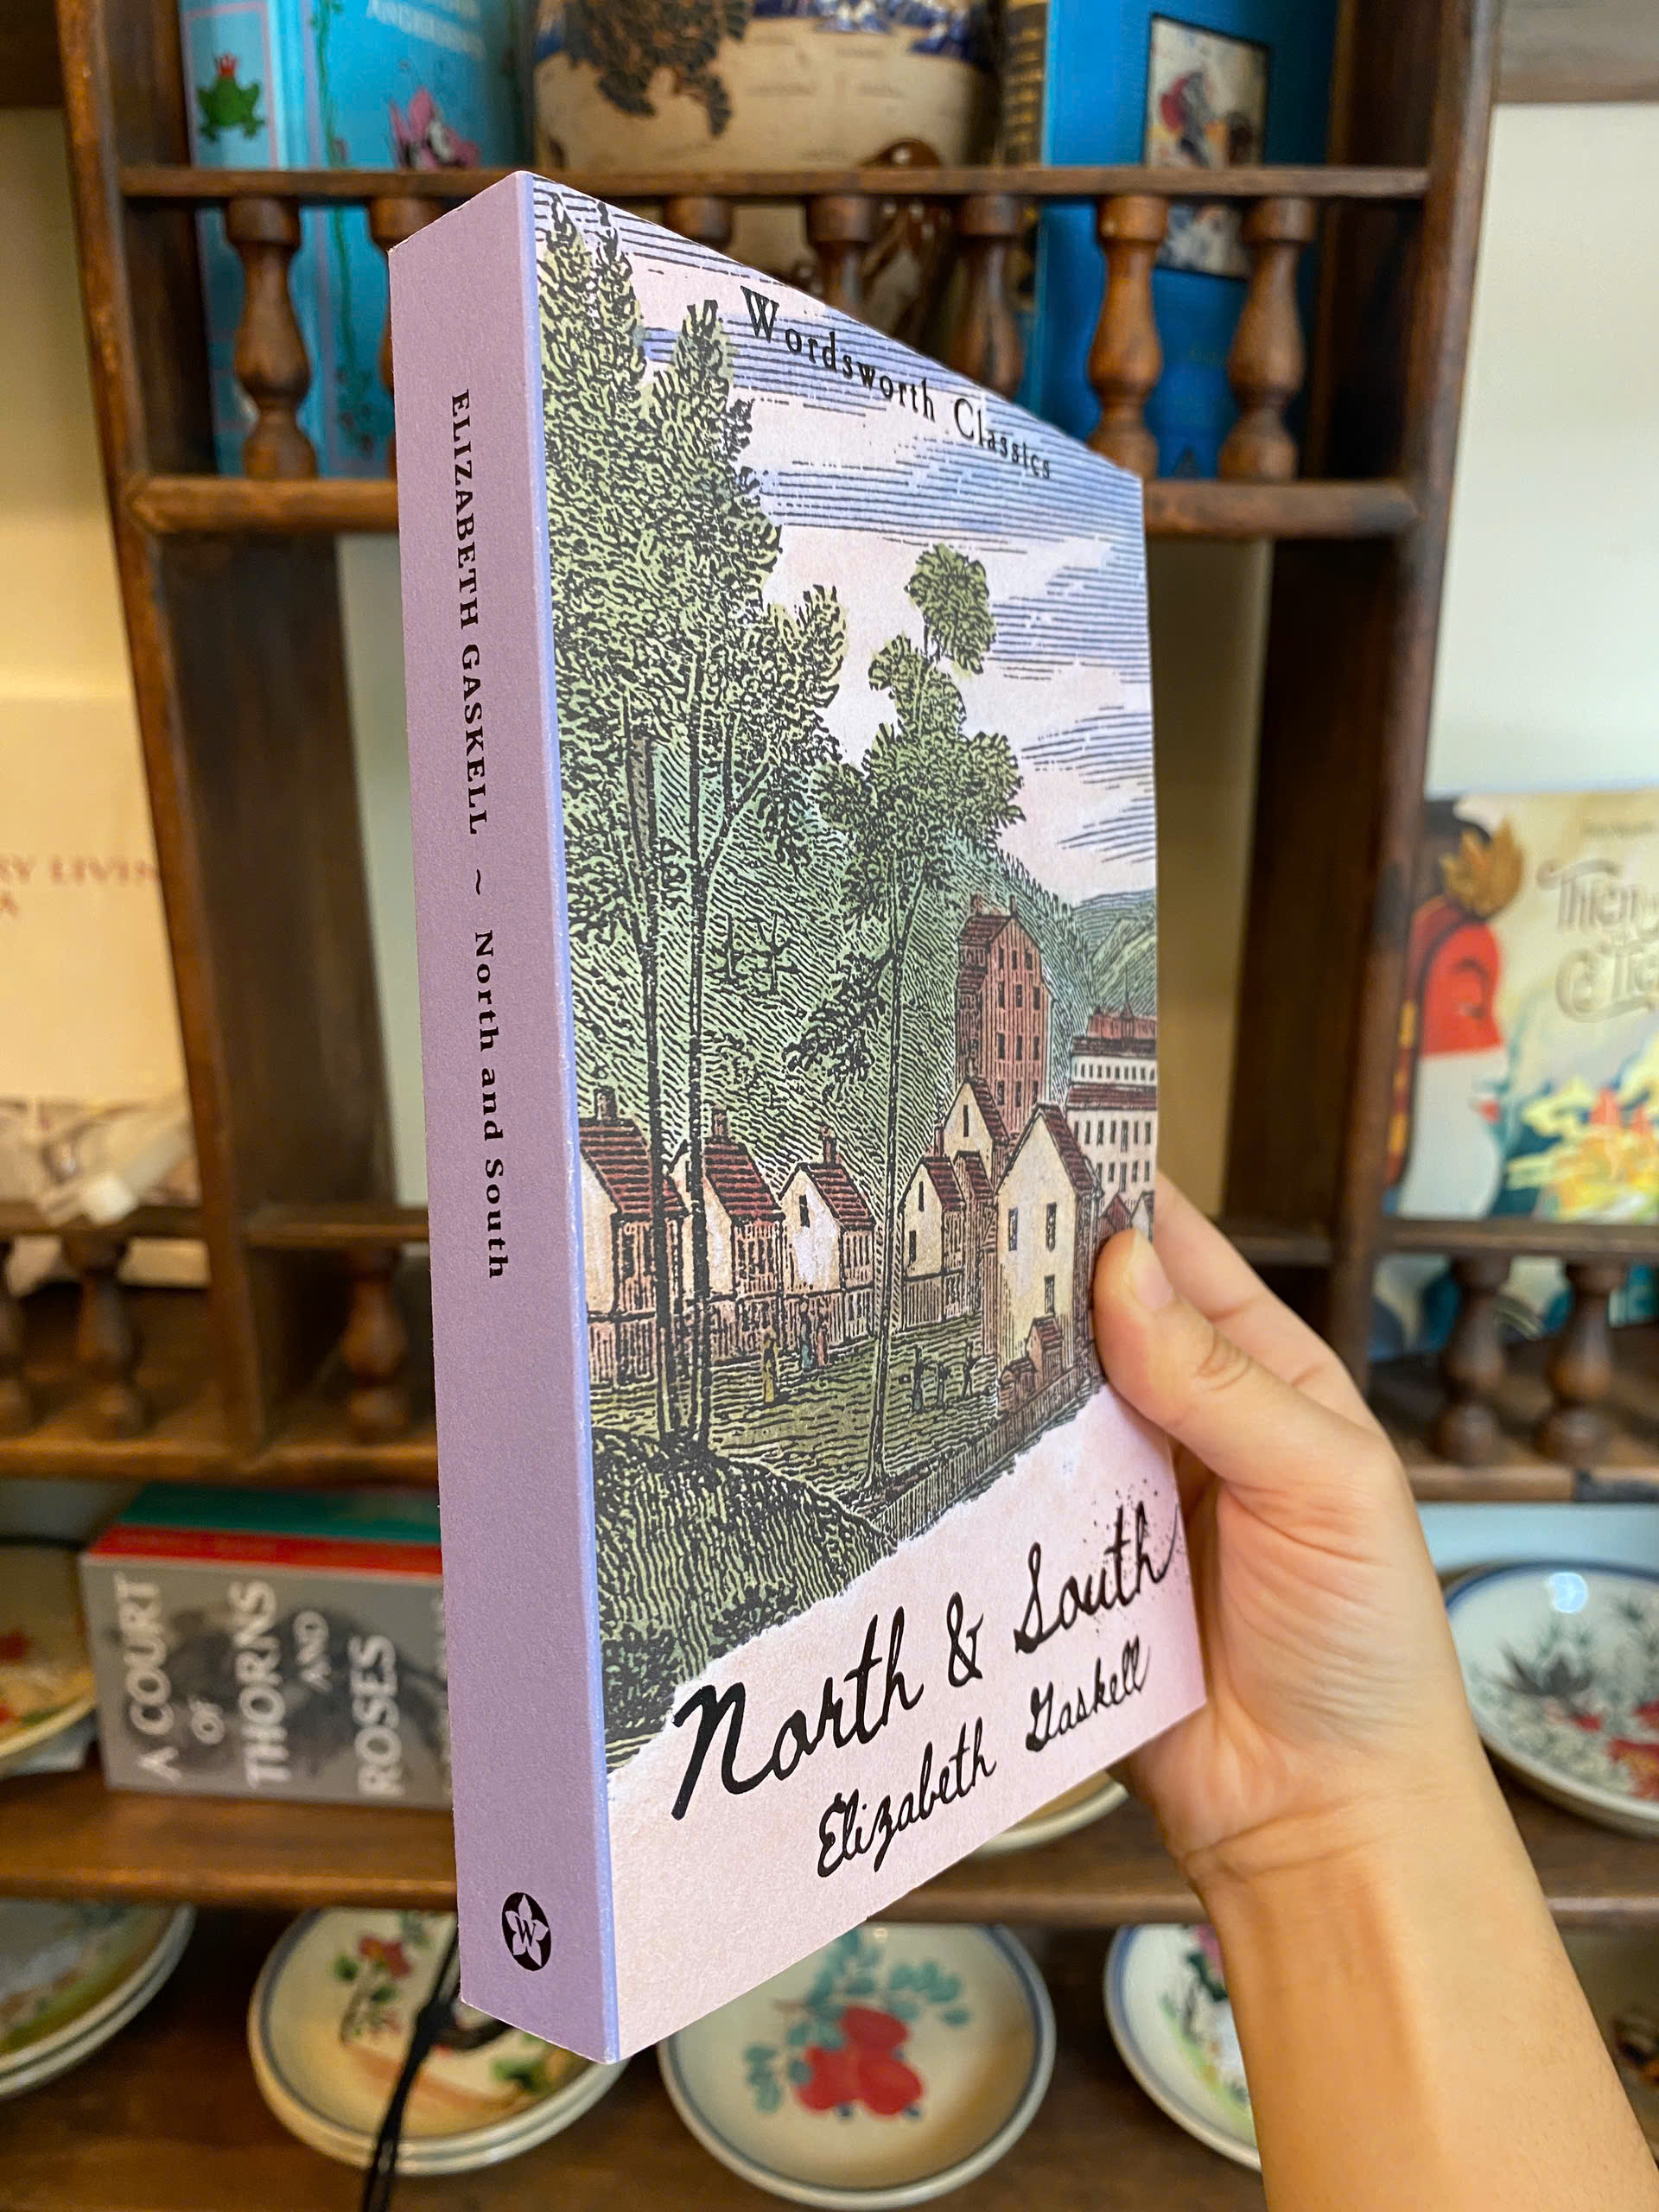 Wordsworth Classics
ELIZABETH GASKELL ~ North and South
W
North & South
Elizabeth Gaskell
A COURT
OF
THORNS
AND
ROSES